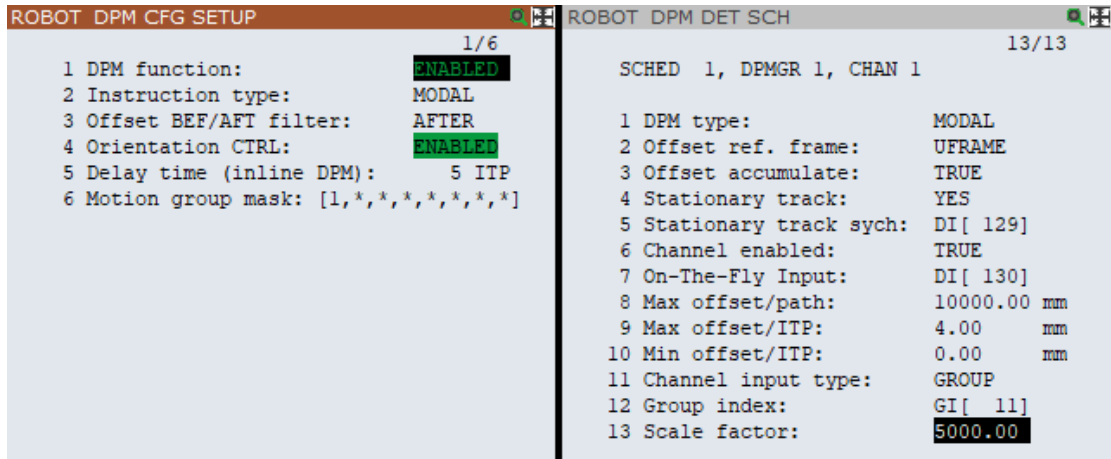 ROBOT DPM CFG SETUP
1/6
1 DPM function: ENABLED
2 Instruction type: MODAL
3 Offset BEF/AFT filter: AFTER
4 Orientation CTRL: ENABLED
5 Delay time (inline DPM): 5 ITP
6 Motion group mask: [1,*,*,*,*,*,*,*]
ROBOT DPM DET SCH
13/13
SCHED 1, DPMGR 1, CHAN 1
1 DPM type: MODAL
2 Offset ref. frame: UFRAME
3 Offset accumulate: TRUE
4 Stationary track: YES
5 Stationary track sych: DI[ 129]
6 Channel enabled: TRUE
7 On-The-Fly Input: DI[ 130]
8 Max offset/path: 10000.00 mm
9 Max offset/ITP: 4.00 mm
10 Min offset/ITP: 0.00 mm
11 Channel input type: GROUP
12 Group index: GI[ 11]
13 Scale factor: 5000.00